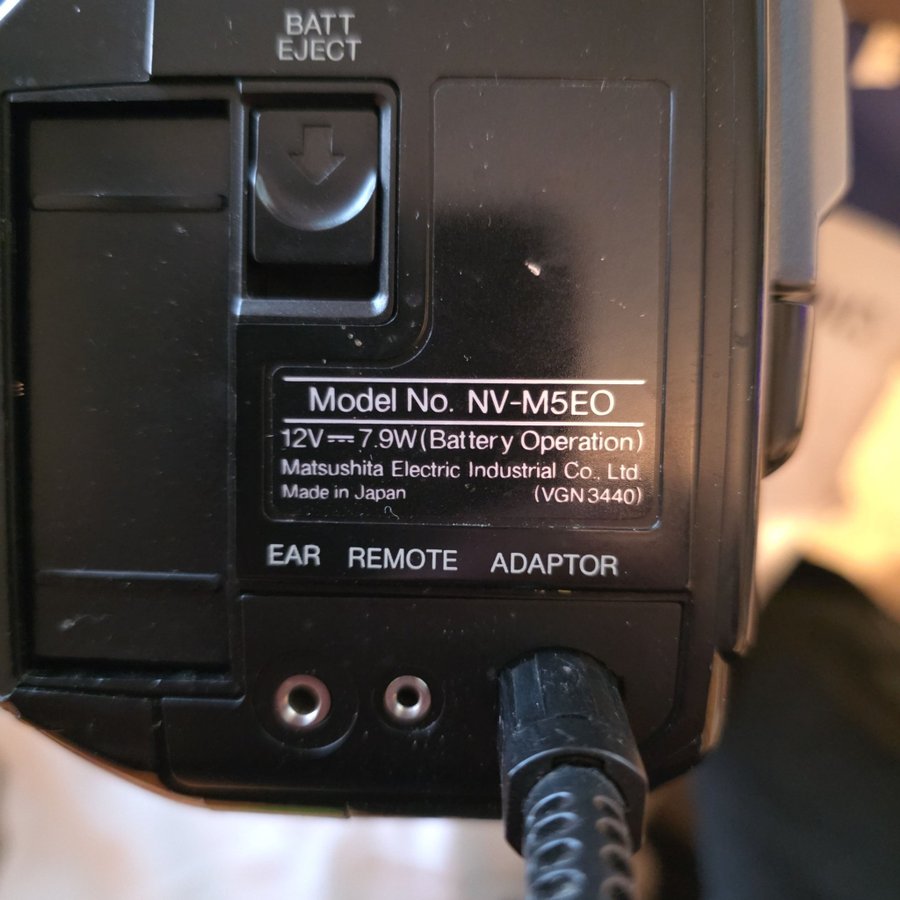 BATT
EJECT
Model No. NV-M5EO
12V⎓7.9W(Battery Operation)
Matsushita Electric Industrial Co., Ltd.
Made in Japan (VGN3440)
EAR REMOTE ADAPTOR